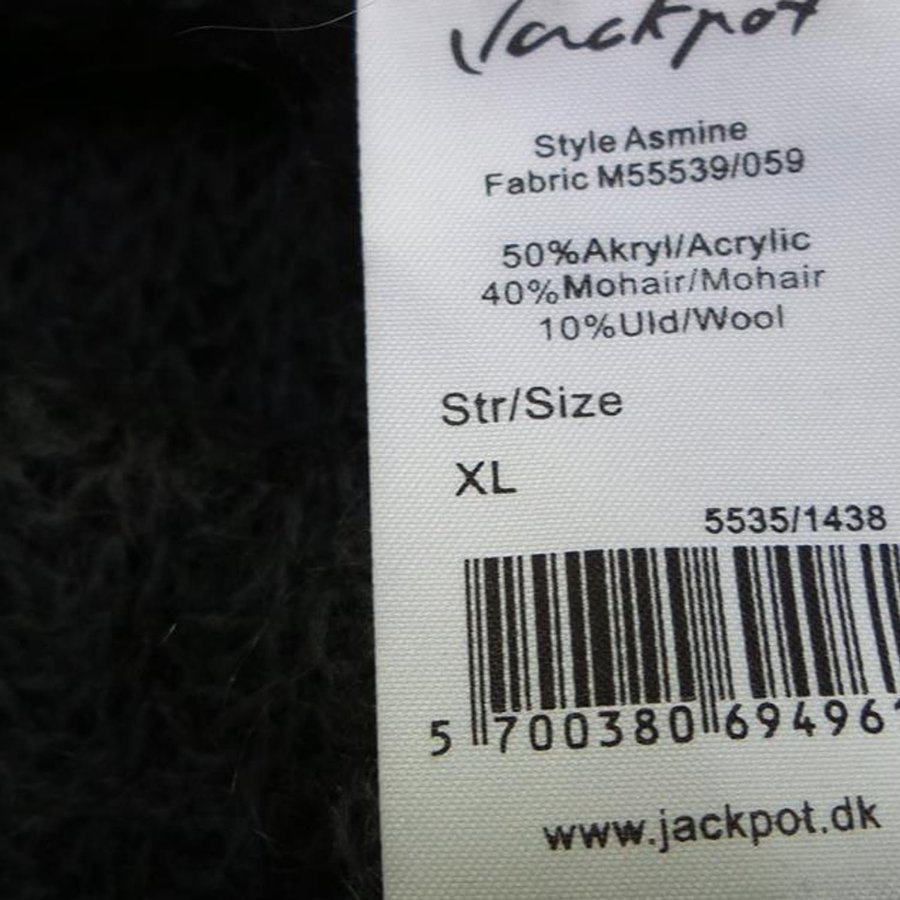 Jackpot
Style Asmine
Fabric M55539/059
50%Akryl/Acrylic
40%Mohair/Mohair
10%Uld/Wool
Str/Size
XL
5535/1438
5 700380 69496
www.jackpot.dk